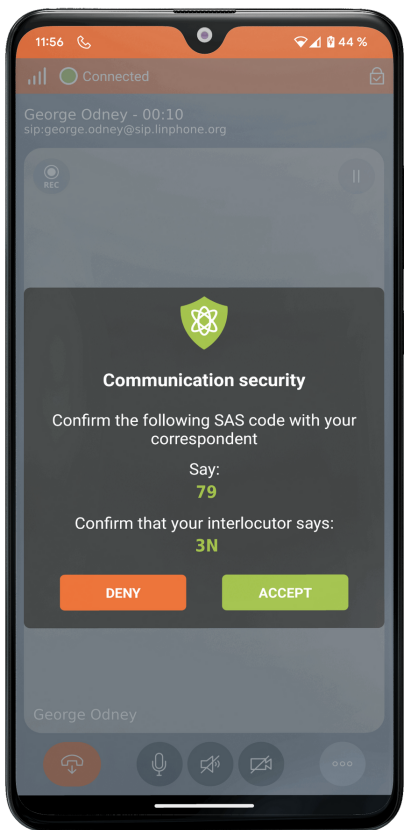 11:56 44 %
Connected
George Odney - 00:10
sip:george.odney@sip.linphone.org
REC
Communication security
Confirm the following SAS code with your
correspondent
Say:
79
Confirm that your interlocutor says:
3N
DENY ACCEPT
George Odney